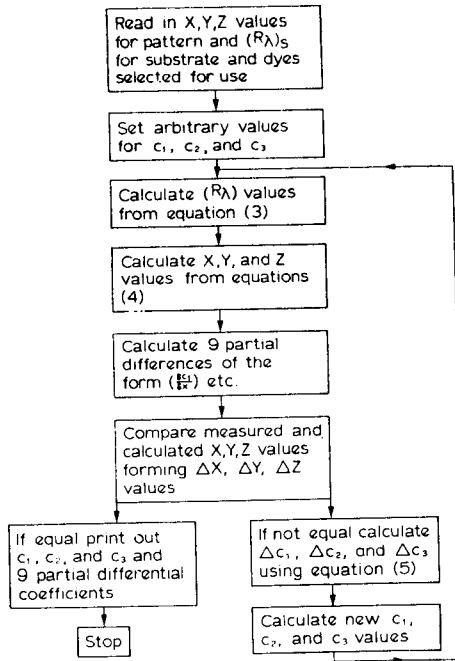 Read in X,Y,Z values
for pattern and (Rλ)s
for substrate and dyes
selected for use
Set arbitrary values
for c₁, c₂, and c₃
Calculate (Rλ) values
from equation (3)
Calculate X,Y, and Z
values from equations
(4)
Calculate 9 partial
differences of the
form (δc₁/δx) etc.
Compare measured and
calculated X,Y,Z values
forming ΔX, ΔY, ΔZ
values
If equal print out
c₁, c₂, and c₃ and
9 partial differential
coefficients
Stop
If not equal calculate
Δc₁, Δc₂, and Δc₃
using equation (5)
Calculate new c₁,
c₂, and c₃ values